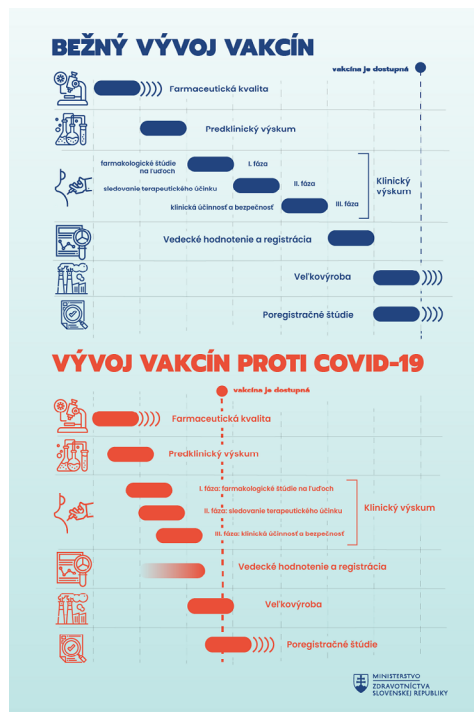 BEŽNÝ VÝVOJ VAKCÍN
vakcína je dostupná
Farmaceutická kvalita
Predklinický výskum
farmakologické štúdie
na ľuďoch
I. fáza
sledovanie terapeutického účinku
II. fáza
klinická účinnosť a bezpečnosť
III. fáza
Klinický
výskum
Vedecké hodnotenie a registrácia
Veľkovýroba
Poregistračné štúdie
VÝVOJ VAKCÍN PROTI COVID-19
vakcína je dostupná
Farmaceutická kvalita
Predklinický výskum
I. fáza: farmakologické štúdie na ľuďoch
II. fáza: sledovanie terapeutického účinku
III. fáza: klinická účinnosť a bezpečnosť
Klinický výskum
Vedecké hodnotenie a registrácia
Veľkovýroba
Poregistračné štúdie
MINISTERSTVO
ZDRAVOTNÍCTVA
SLOVENSKEJ REPUBLIKY